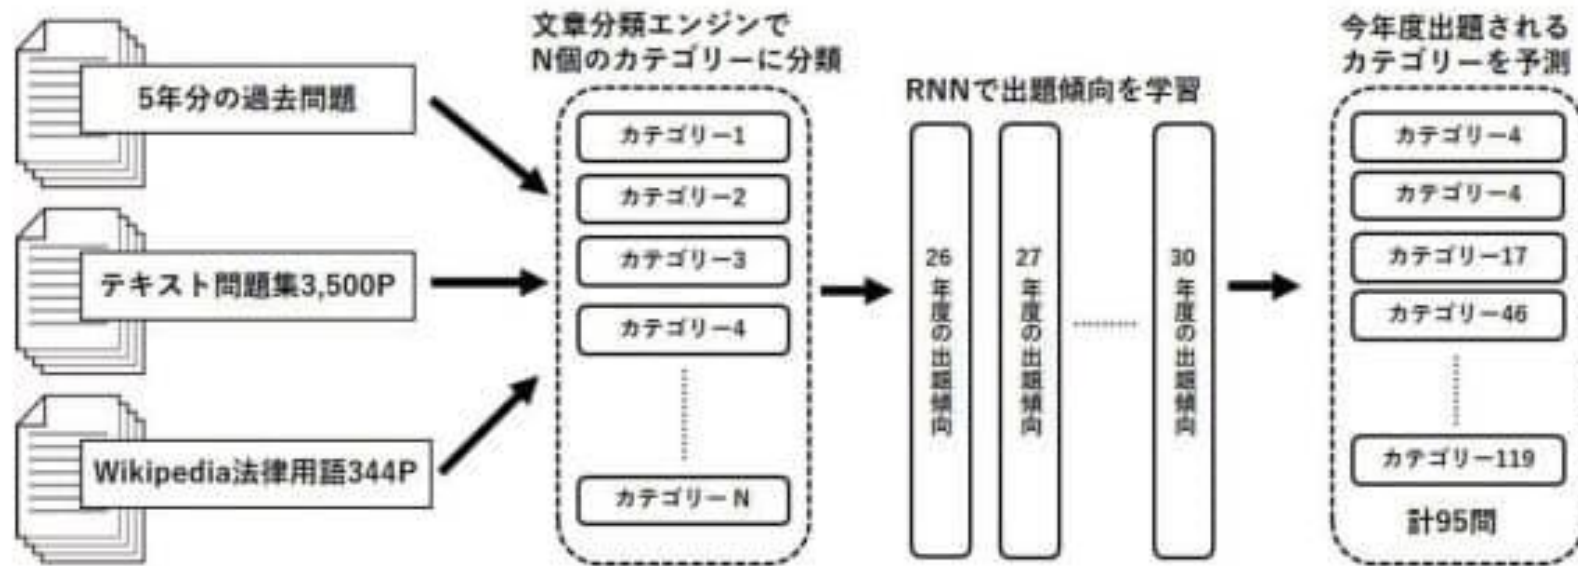 5年分の過去問題
テキスト問題集3,500P
Wikipedia法律用語344P
文章分類エンジンで
N個のカテゴリーに分類
カテゴリー1
カテゴリー2
カテゴリー3
カテゴリー4
カテゴリー N
RNNで出題傾向を学習
26年度の出題傾向
27年度の出題傾向
30年度の出題傾向
今年度出題される
カテゴリーを予測
カテゴリー4
カテゴリー4
カテゴリー17
カテゴリー46
カテゴリー119
計95問